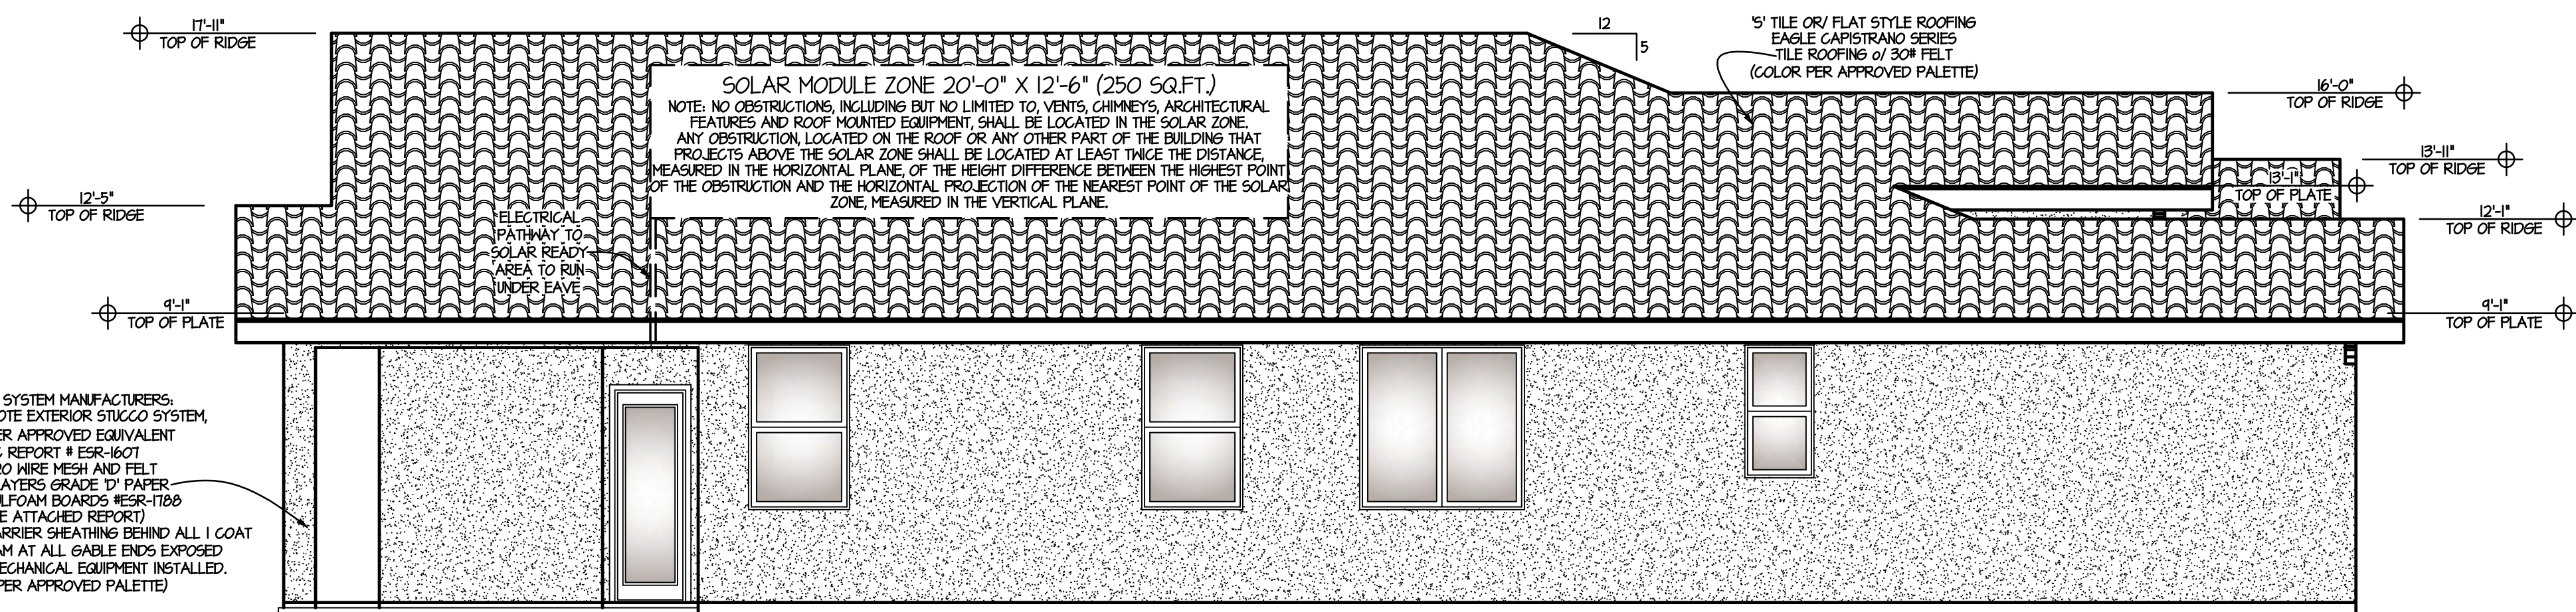 17'-11"
TOP OF RIDGE
12'-5"
TOP OF RIDGE
9'-1"
TOP OF PLATE
SOLAR MODULE ZONE 20'-0" X 12'-6" (250 SQ.FT.)
NOTE: NO OBSTRUCTIONS, INCLUDING BUT NO LIMITED TO, VENTS, CHIMNEYS, ARCHITECTURAL
FEATURES AND ROOF MOUNTED EQUIPMENT, SHALL BE LOCATED IN THE SOLAR ZONE.
ANY OBSTRUCTION, LOCATED ON THE ROOF OR ANY OTHER PART OF THE BUILDING THAT
PROJECTS ABOVE THE SOLAR ZONE SHALL BE LOCATED AT LEAST TWICE THE DISTANCE,
MEASURED IN THE HORIZONTAL PLANE, OF THE HEIGHT DIFFERENCE BETWEEN THE HIGHEST POINT
OF THE OBSTRUCTION AND THE HORIZONTAL PROJECTION OF THE NEAREST POINT OF THE SOLAR
ZONE, MEASURED IN THE VERTICAL PLANE.
ELECTRICAL
PATHWAY TO
SOLAR READY
AREA TO RUN
UNDER EAVE
12
5
'S' TILE OR/ FLAT STYLE ROOFING
EAGLE CAPISTRANO SERIES
TILE ROOFING o/ 30# FELT
(COLOR PER APPROVED PALETTE)
16'-0"
TOP OF RIDGE
13'-11"
TOP OF RIDGE
13'-1"
TOP OF PLATE
12'-1"
TOP OF RIDGE
9'-1"
TOP OF PLATE
SYSTEM MANUFACTURERS:
EXTERIOR STUCCO SYSTEM,
APPROVED EQUIVALENT
REPORT # ESR-1607
WIRE MESH AND FELT
LAYERS GRADE 'D' PAPER
BOARDS #ESR-1788
ATTACHED REPORT)
SHEATHING BEHIND ALL 1 COAT
AT ALL GABLE ENDS EXPOSED
MECHANICAL EQUIPMENT INSTALLED.
PER APPROVED PALETTE)